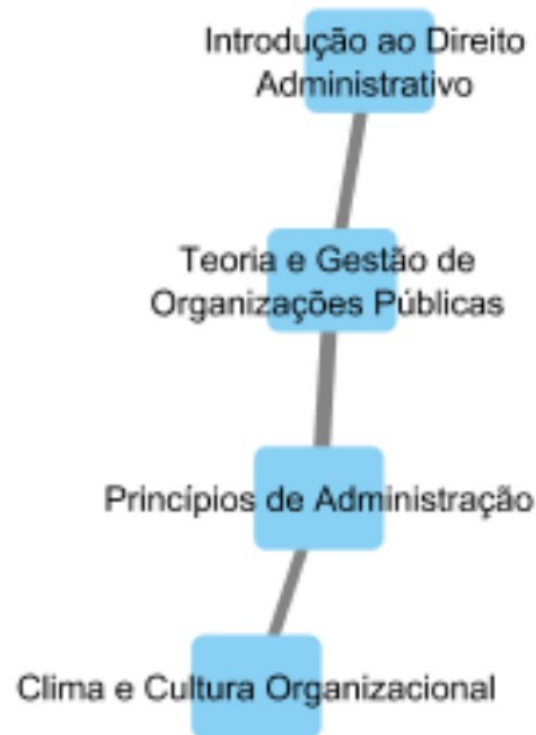 Introdução ao Direito
Administrativo
Teoria e Gestão de
Organizações Públicas
Princípios de Administração
Clima e Cultura Organizacional